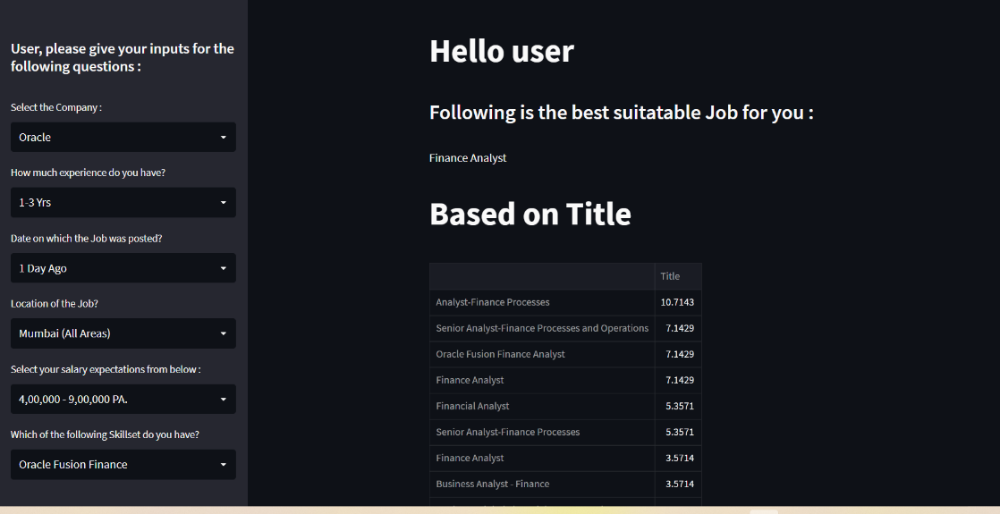 User, please give your inputs for the
following questions :
Select the Company :
Oracle
How much experience do you have?
1-3 Yrs
Date on which the Job was posted?
1 Day Ago
Location of the Job?
Mumbai (All Areas)
Select your salary expectations from below :
4,00,000 - 9,00,000 PA.
Which of the following Skillset do you have?
Oracle Fusion Finance
Hello user
Following is the best suitatable Job for you :
Finance Analyst
Based on Title
Title
Analyst-Finance Processes 10.7143
Senior Analyst-Finance Processes and Operations 7.1429
Oracle Fusion Finance Analyst 7.1429
Finance Analyst 7.1429
Financial Analyst 5.3571
Senior Analyst-Finance Processes 5.3571
Finance Analyst 3.5714
Business Analyst - Finance 3.5714